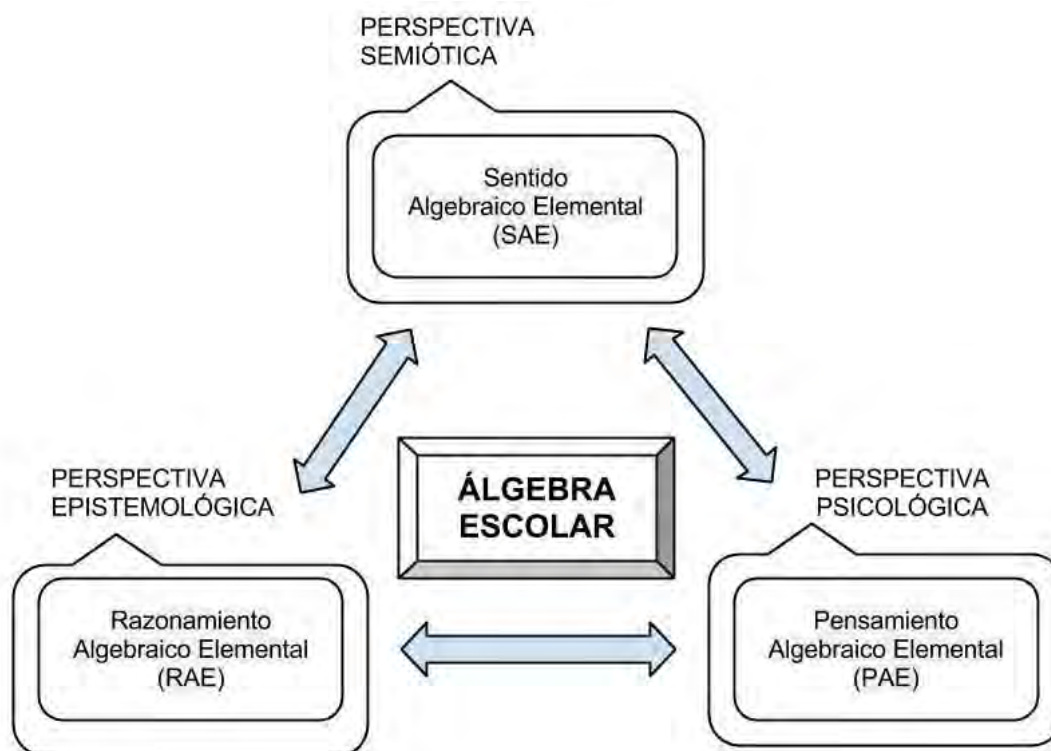 PERSPECTIVA
SEMIÓTICA
Sentido
Algebraico Elemental
(SAE)
ÁLGEBRA
ESCOLAR
PERSPECTIVA
EPISTEMOLÓGICA
Razonamiento
Algebraico Elemental
(RAE)
PERSPECTIVA
PSICOLÓGICA
Pensamiento
Algebraico Elemental
(PAE)